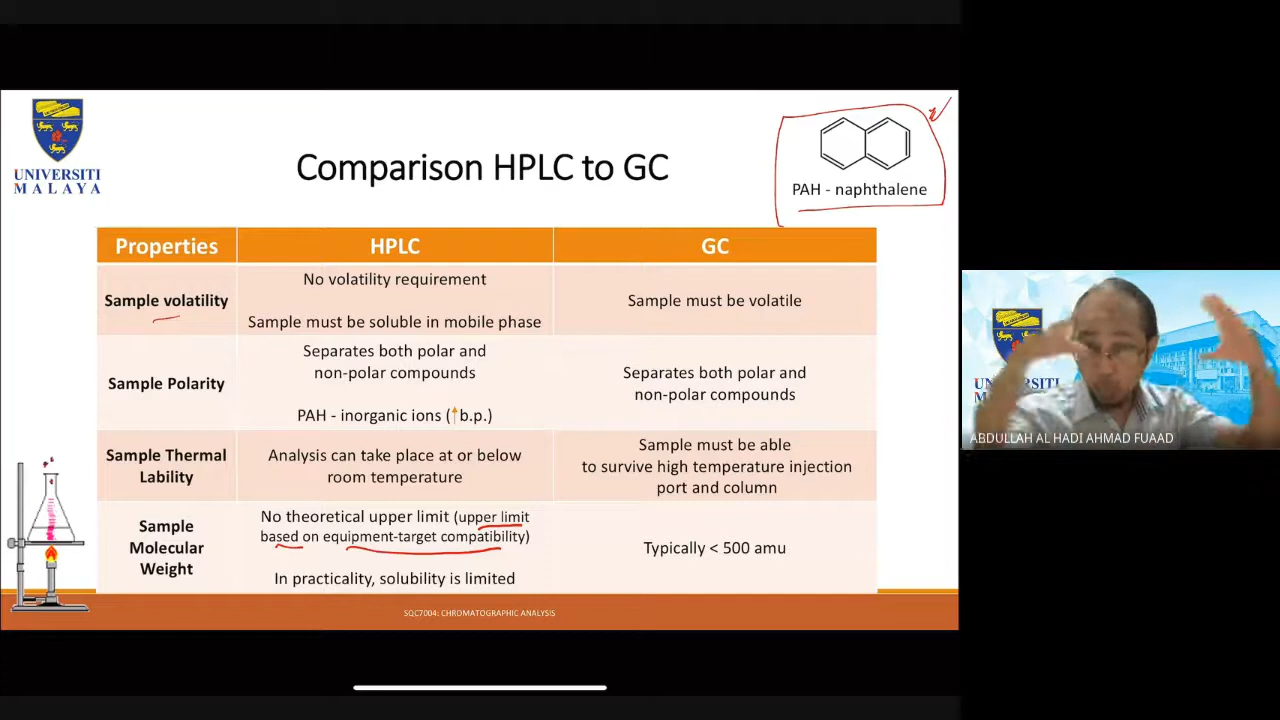 UNIVERSITI
MALAYA
Comparison HPLC to GC
PAH - naphthalene
Properties
HPLC
GC
Sample volatility
No volatility requirement
Sample must be soluble in mobile phase
Sample must be volatile
Sample Polarity
Separates both polar and
non-polar compounds
PAH - inorganic ions (↑b.p.)
Separates both polar and
non-polar compounds
Sample Thermal
Lability
Analysis can take place at or below
room temperature
Sample must be able
to survive high temperature injection
port and column
Sample
Molecular
Weight
No theoretical upper limit (upper limit
based on equipment-target compatibility)
In practicality, solubility is limited
Typically < 500 amu
SQC7004: CHROMATOGRAPHIC ANALYSIS
ABDULLAH AL HADI AHMAD FUAAD